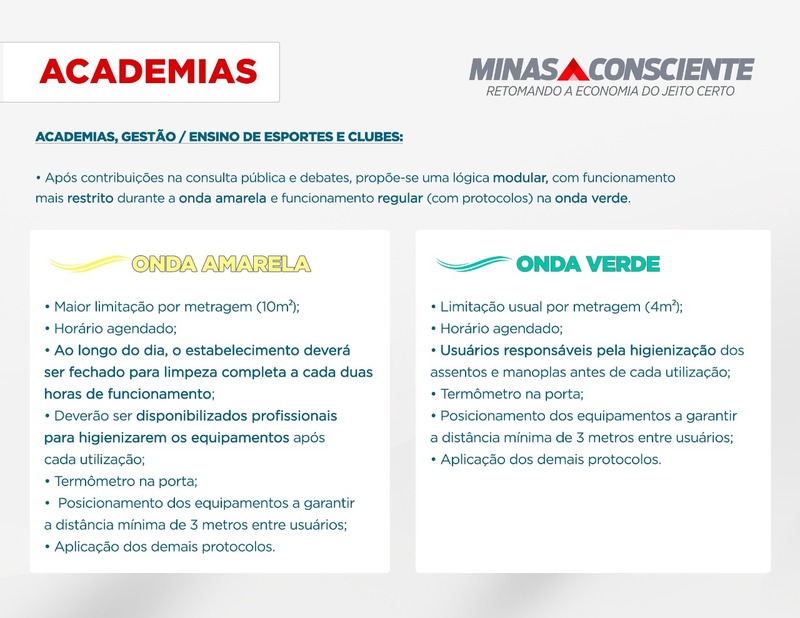 ACADEMIAS
MINAS CONSCIENTE
RETOMANDO A ECONOMIA DO JEITO CERTO
ACADEMIAS, GESTÃO / ENSINO DE ESPORTES E CLUBES:
• Após contribuições na consulta pública e debates, propõe-se uma lógica modular, com funcionamento
mais restrito durante a onda amarela e funcionamento regular (com protocolos) na onda verde.
ONDA AMARELA
• Maior limitação por metragem (10m²);
• Horário agendado;
• Ao longo do dia, o estabelecimento deverá
ser fechado para limpeza completa a cada duas
horas de funcionamento;
• Deverão ser disponibilizados profissionais
para higienizarem os equipamentos após
cada utilização;
• Termômetro na porta;
• Posicionamento dos equipamentos a garantir
a distância mínima de 3 metros entre usuários;
• Aplicação dos demais protocolos.
ONDA VERDE
• Limitação usual por metragem (4m²);
• Horário agendado;
• Usuários responsáveis pela higienização dos
assentos e manoplas antes de cada utilização;
• Termômetro na porta;
• Posicionamento dos equipamentos a garantir
a distância mínima de 3 metros entre usuários;
• Aplicação dos demais protocolos.